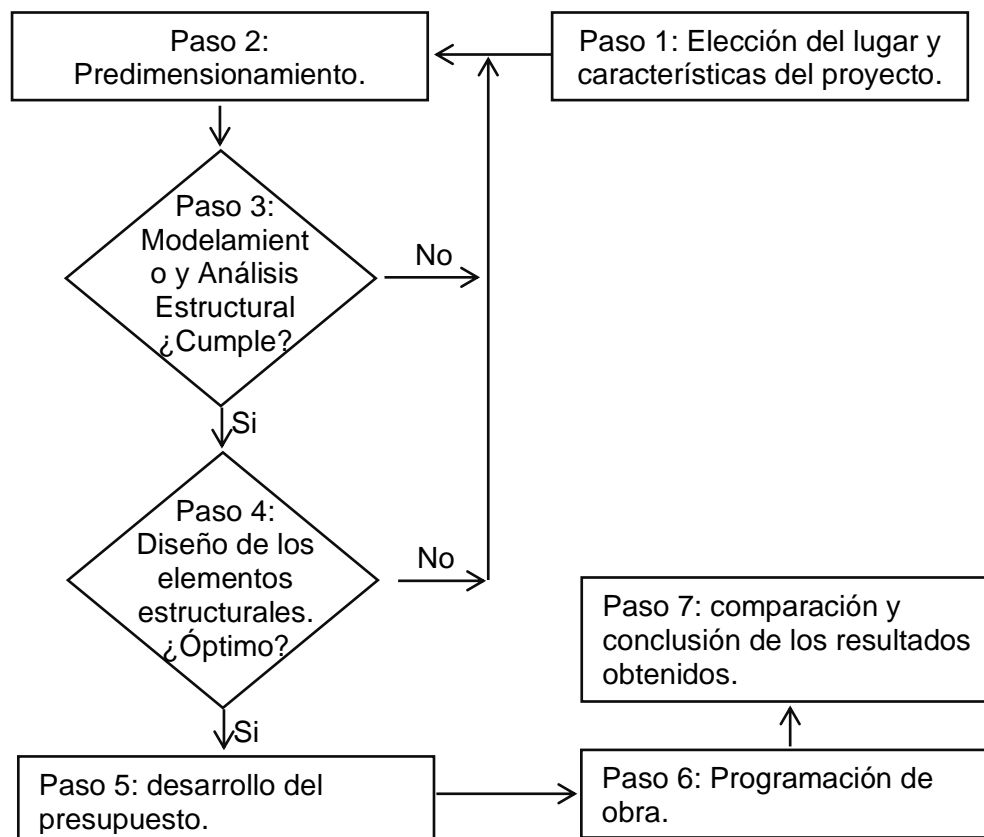 Paso 2:
Predimensionamiento.
Paso 1: Elección del lugar y
características del proyecto.
Paso 3:
Modelamient
o y Análisis
Estructural
¿Cumple?
No
Si
Paso 4:
Diseño de los
elementos
estructurales.
¿Óptimo?
No
Si
Paso 5: desarrollo del
presupuesto.
Paso 6: Programación de
obra.
Paso 7: comparación y
conclusión de los resultados
obtenidos.